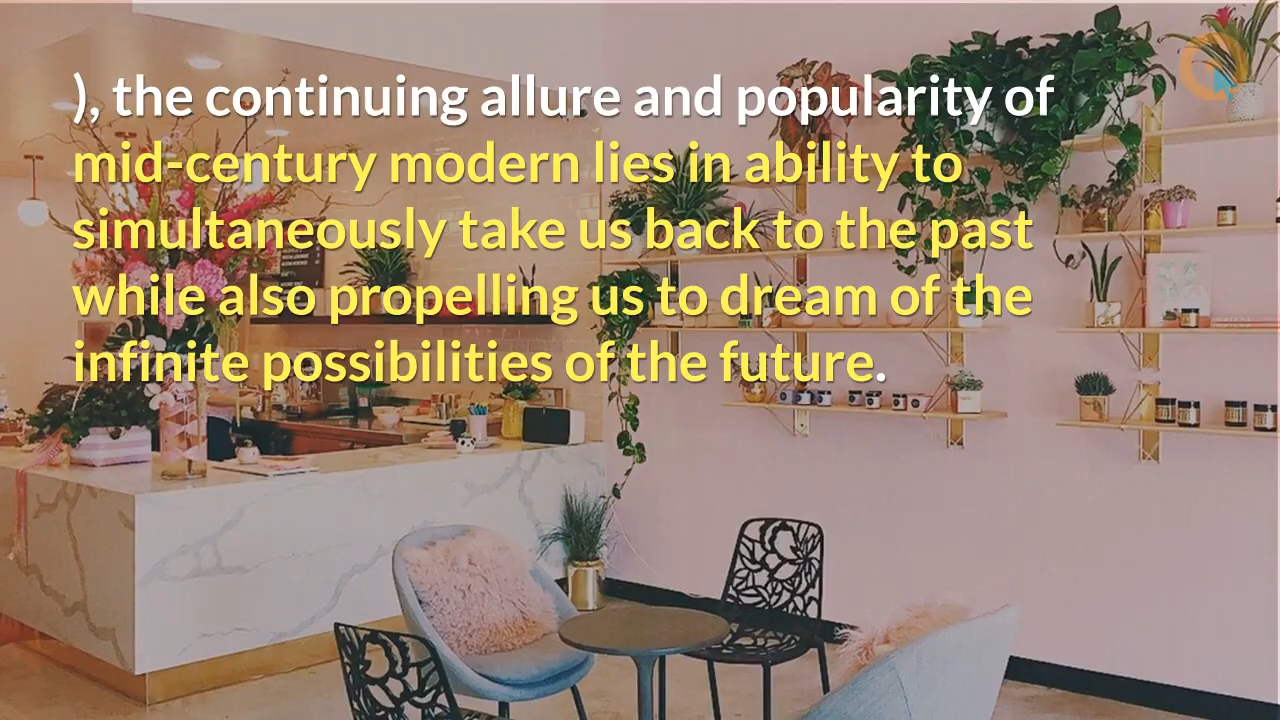 ), the continuing allure and popularity of
mid-century modern lies in ability to
simultaneously take us back to the past
while also propelling us to dream of the
infinite possibilities of the future.